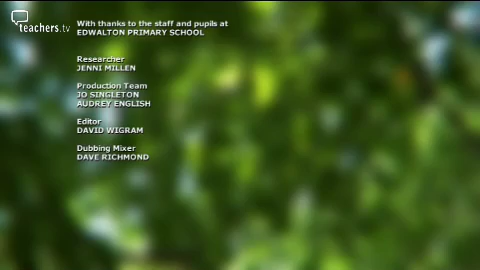 teachers.tv
With thanks to the staff and pupils at
EDWALTON PRIMARY SCHOOL
Researcher
JENNI MILLEN
Production Team
JO SINGLETON
AUDREY ENGLISH
Editor
DAVID WIGRAM
Dubbing Mixer
DAVE RICHMOND